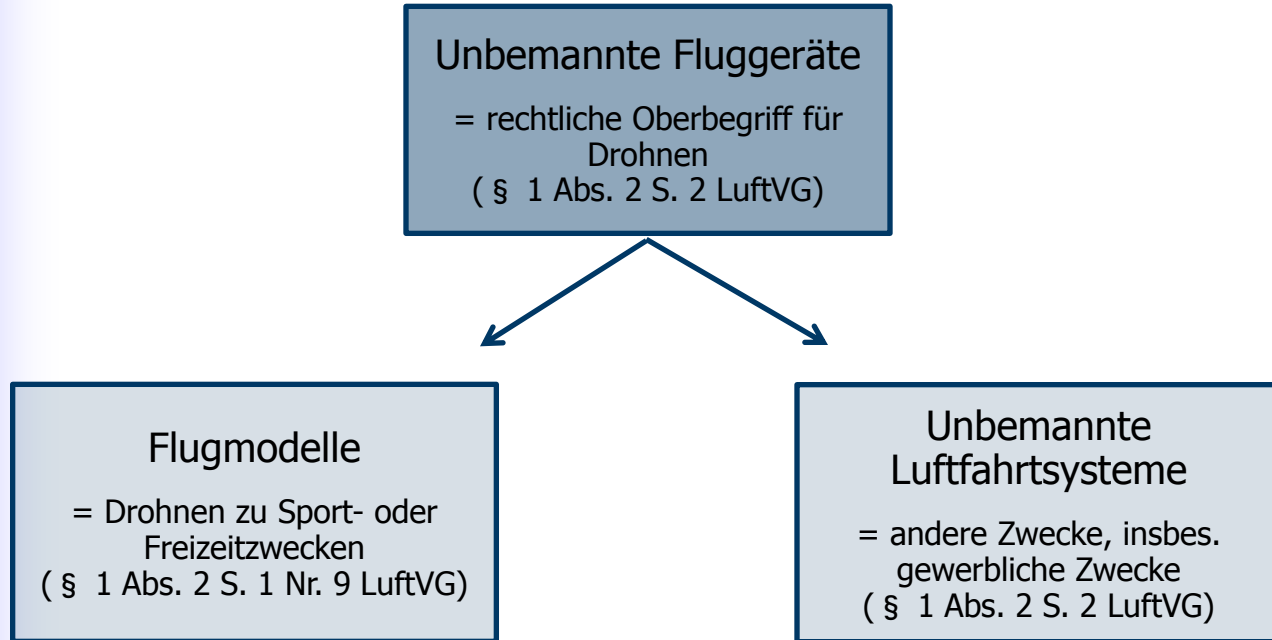 Unbemannte Fluggeräte
= rechtliche Oberbegriff für
Drohnen
( § 1 Abs. 2 S. 2 LuftVG)
Flugmodelle
= Drohnen zu Sport- oder
Freizeitzwecken
( § 1 Abs. 2 S. 1 Nr. 9 LuftVG)
Unbemannte
Luftfahrtsysteme
= andere Zwecke, insbes.
gewerbliche Zwecke
( § 1 Abs. 2 S. 2 LuftVG)